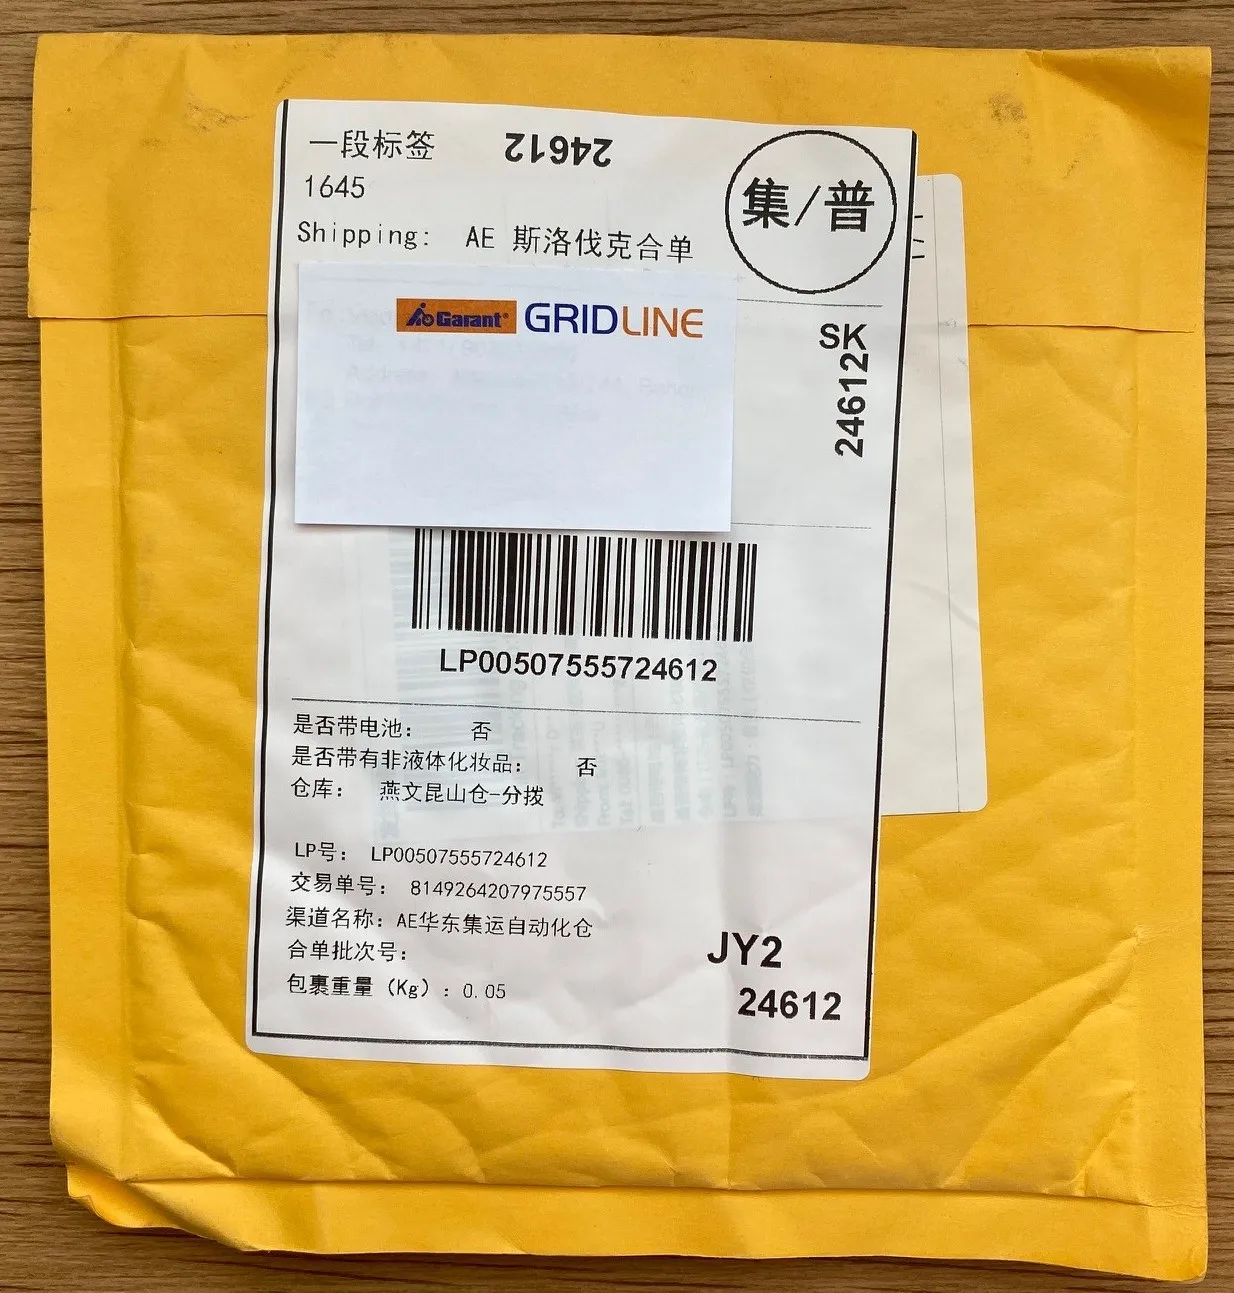 一段标签 24612
集/普
1645
Shipping: AE 斯洛伐克合单
Garant® GRIDLINE
SK
24612
LP00507555724612
是否带电池: 否
是否带有非液体化妆品: 否
仓库: 燕文昆山仓-分拨
LP号: LP00507555724612
交易单号: 8149264207975557
渠道名称: AE华东集运自动化仓
合单批次号:
包裹重量 (Kg) : 0.05
JY2
24612